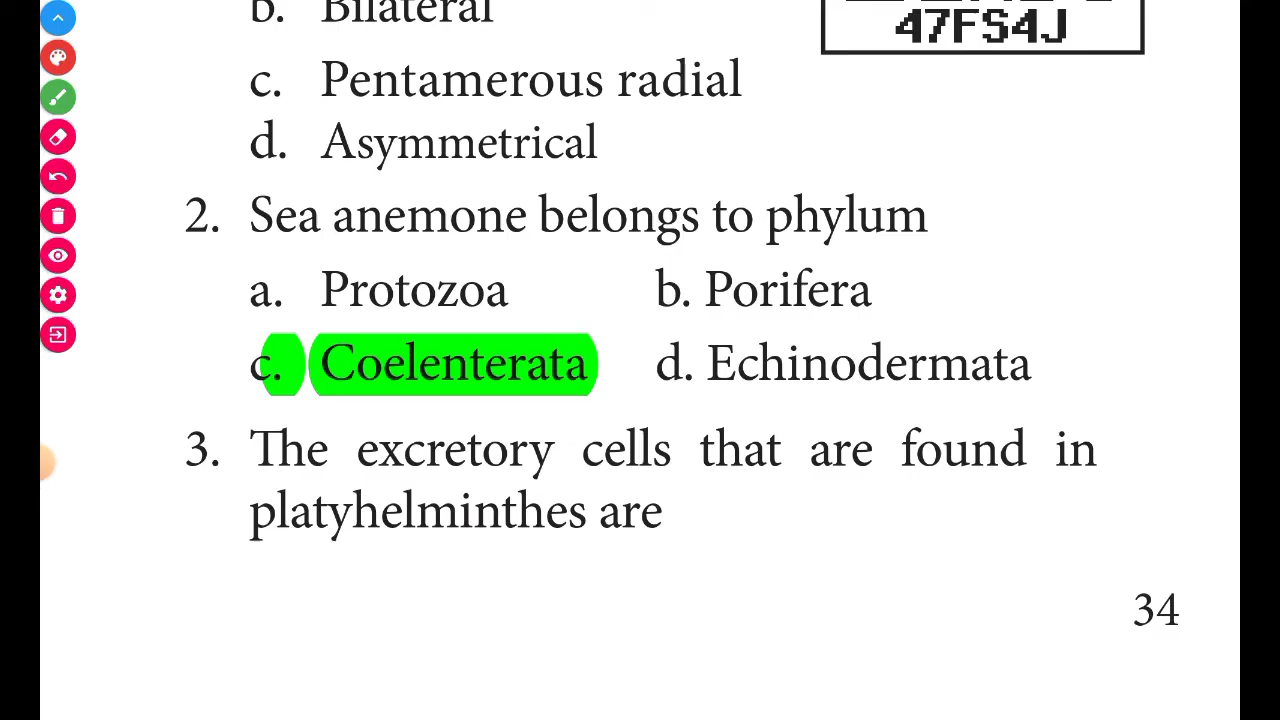 b. Bilateral
47FS4J
c. Pentamerous radial
d. Asymmetrical
2. Sea anemone belongs to phylum
a. Protozoa b. Porifera
c. Coelenterata d. Echinodermata
3. The excretory cells that are found in
platyhelminthes are
34